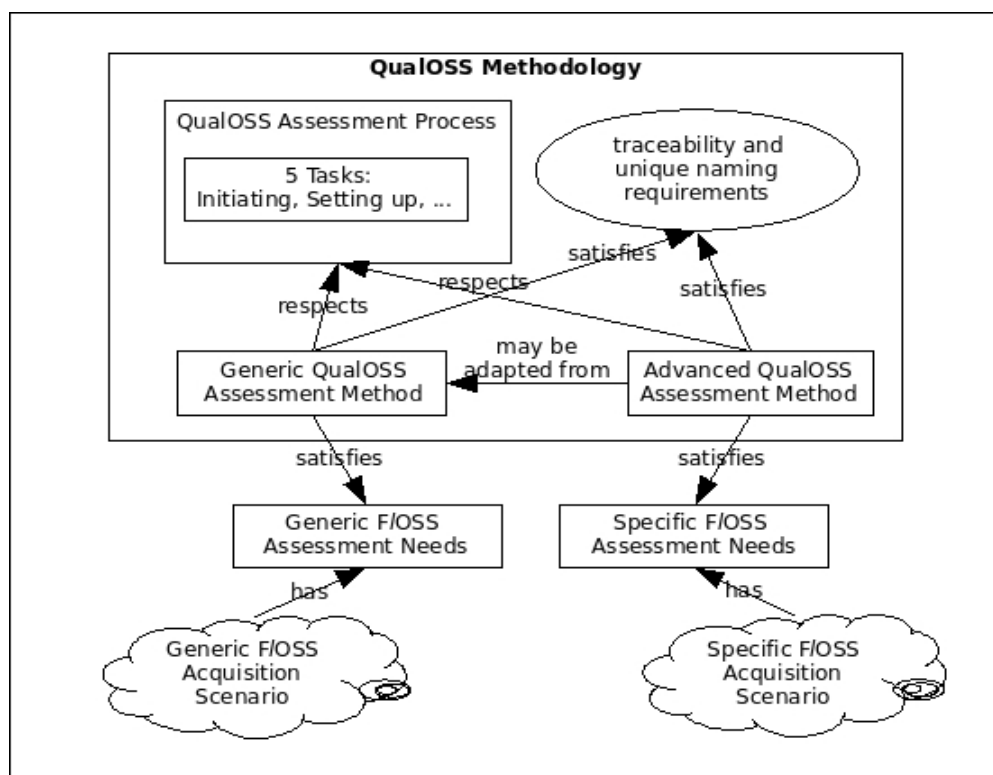 QualOSS Methodology
QualOSS Assessment Process
5 Tasks:
Initiating, Setting up, ...
traceability and
unique naming
requirements
satisfies
respects
satisfies
respects
may be
adapted from
Generic QualOSS
Assessment Method
Advanced QualOSS
Assessment Method
satisfies
satisfies
Generic F/OSS
Assessment Needs
Specific F/OSS
Assessment Needs
has
has
Generic F/OSS
Acquisition
Scenario
Specific F/OSS
Acquisition
Scenario